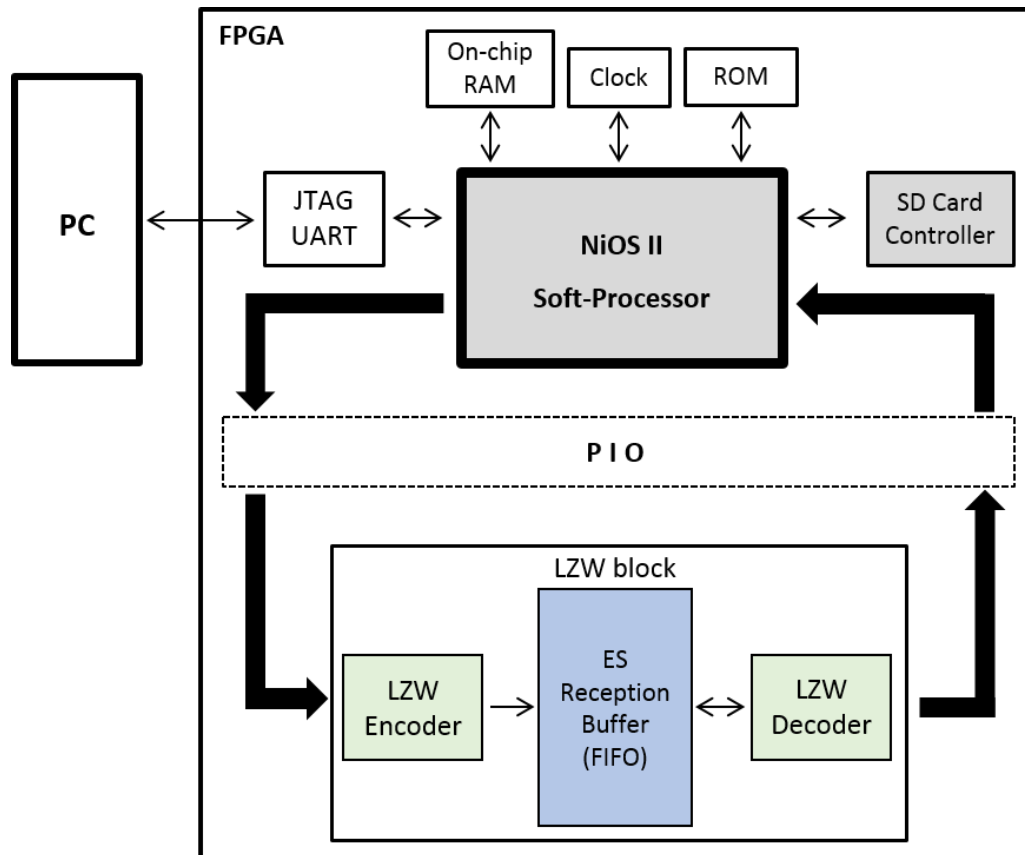 FPGA
On-chip
RAM
Clock
ROM
PC
JTAG
UART
NiOS II
Soft-Processor
SD Card
Controller
P I O
LZW block
LZW
Encoder
ES
Reception
Buffer
(FIFO)
LZW
Decoder